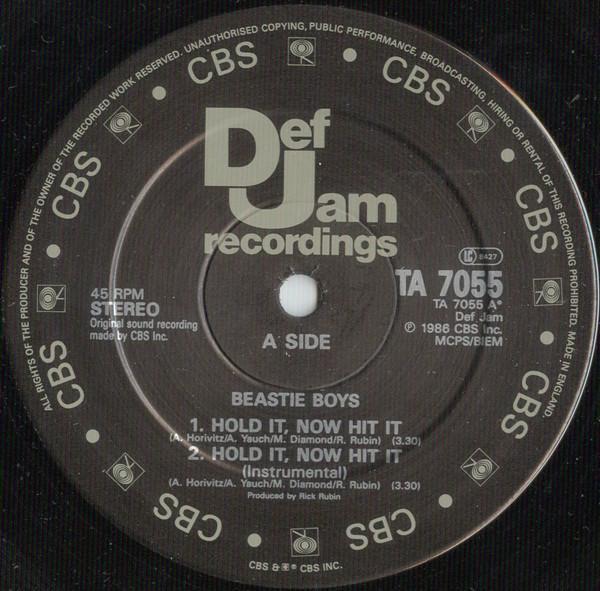 ALL RIGHTS OF THE PRODUCER AND OF THE OWNER OF THE RECORDED WORK RESERVED. UNAUTHORISED COPYING, PUBLIC PERFORMANCE, BROADCASTING, HIRING OR RENTAL OF THIS RECORDING PROHIBITED. MADE IN ENGLAND.
CBS
CBS
CBS
CBS
CBS
CBS
CBS
CBS
Def
Jam
recordings
LC 8427
TA 7055
TA 7055 A*
Def Jam
℗ 1986 CBS Inc.
MCPS/BIEM
45 RPM
STEREO
Original sound recording
made by CBS Inc.
A SIDE
BEASTIE BOYS
1. HOLD IT, NOW HIT IT
(A. Horivitz/A. Yauch/M. Diamond/R. Rubin) (3.30)
2. HOLD IT, NOW HIT IT
(Instrumental)
(A. Horivitz/A. Yauch/M. Diamond/R. Rubin) (3.30)
Produced by Rick Rubin
CBS & ® CBS INC.